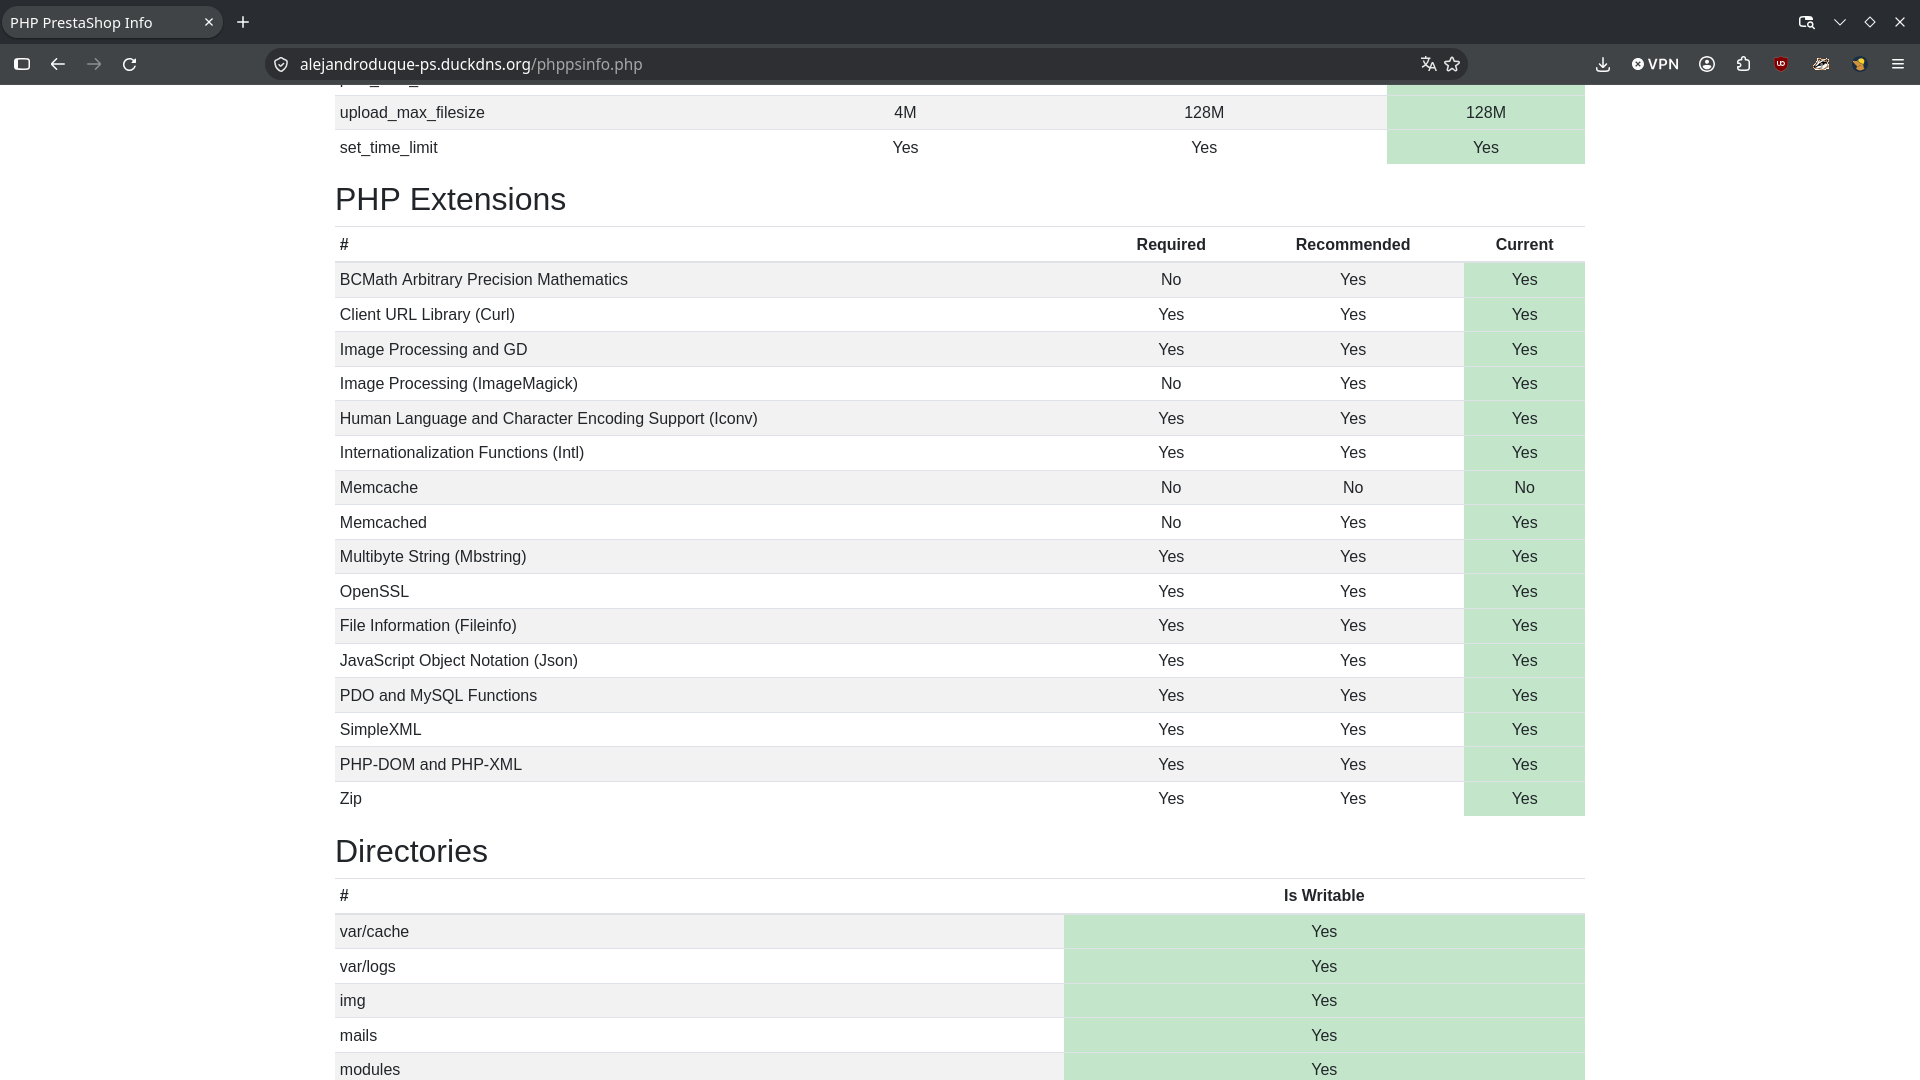 PHP PrestaShop Info
alejandroduque-ps.duckdns.org/phppsinfo.php
VPN
upload_max_filesize 4M 128M 128M
set_time_limit Yes Yes Yes
PHP Extensions
# Required Recommended Current
BCMath Arbitrary Precision Mathematics No Yes Yes
Client URL Library (Curl) Yes Yes Yes
Image Processing and GD Yes Yes Yes
Image Processing (ImageMagick) No Yes Yes
Human Language and Character Encoding Support (Iconv) Yes Yes Yes
Internationalization Functions (Intl) Yes Yes Yes
Memcache No No No
Memcached No Yes Yes
Multibyte String (Mbstring) Yes Yes Yes
OpenSSL Yes Yes Yes
File Information (Fileinfo) Yes Yes Yes
JavaScript Object Notation (Json) Yes Yes Yes
PDO and MySQL Functions Yes Yes Yes
SimpleXML Yes Yes Yes
PHP-DOM and PHP-XML Yes Yes Yes
Zip Yes Yes Yes
Directories
# Is Writable
var/cache Yes
var/logs Yes
img Yes
mails Yes
modules Yes